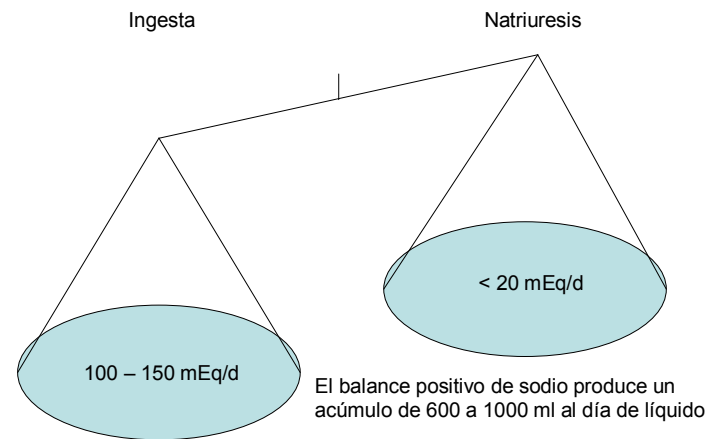 Ingesta
Natriuresis
< 20 mEq/d
100 – 150 mEq/d
El balance positivo de sodio produce un
acúmulo de 600 a 1000 ml al día de líquido